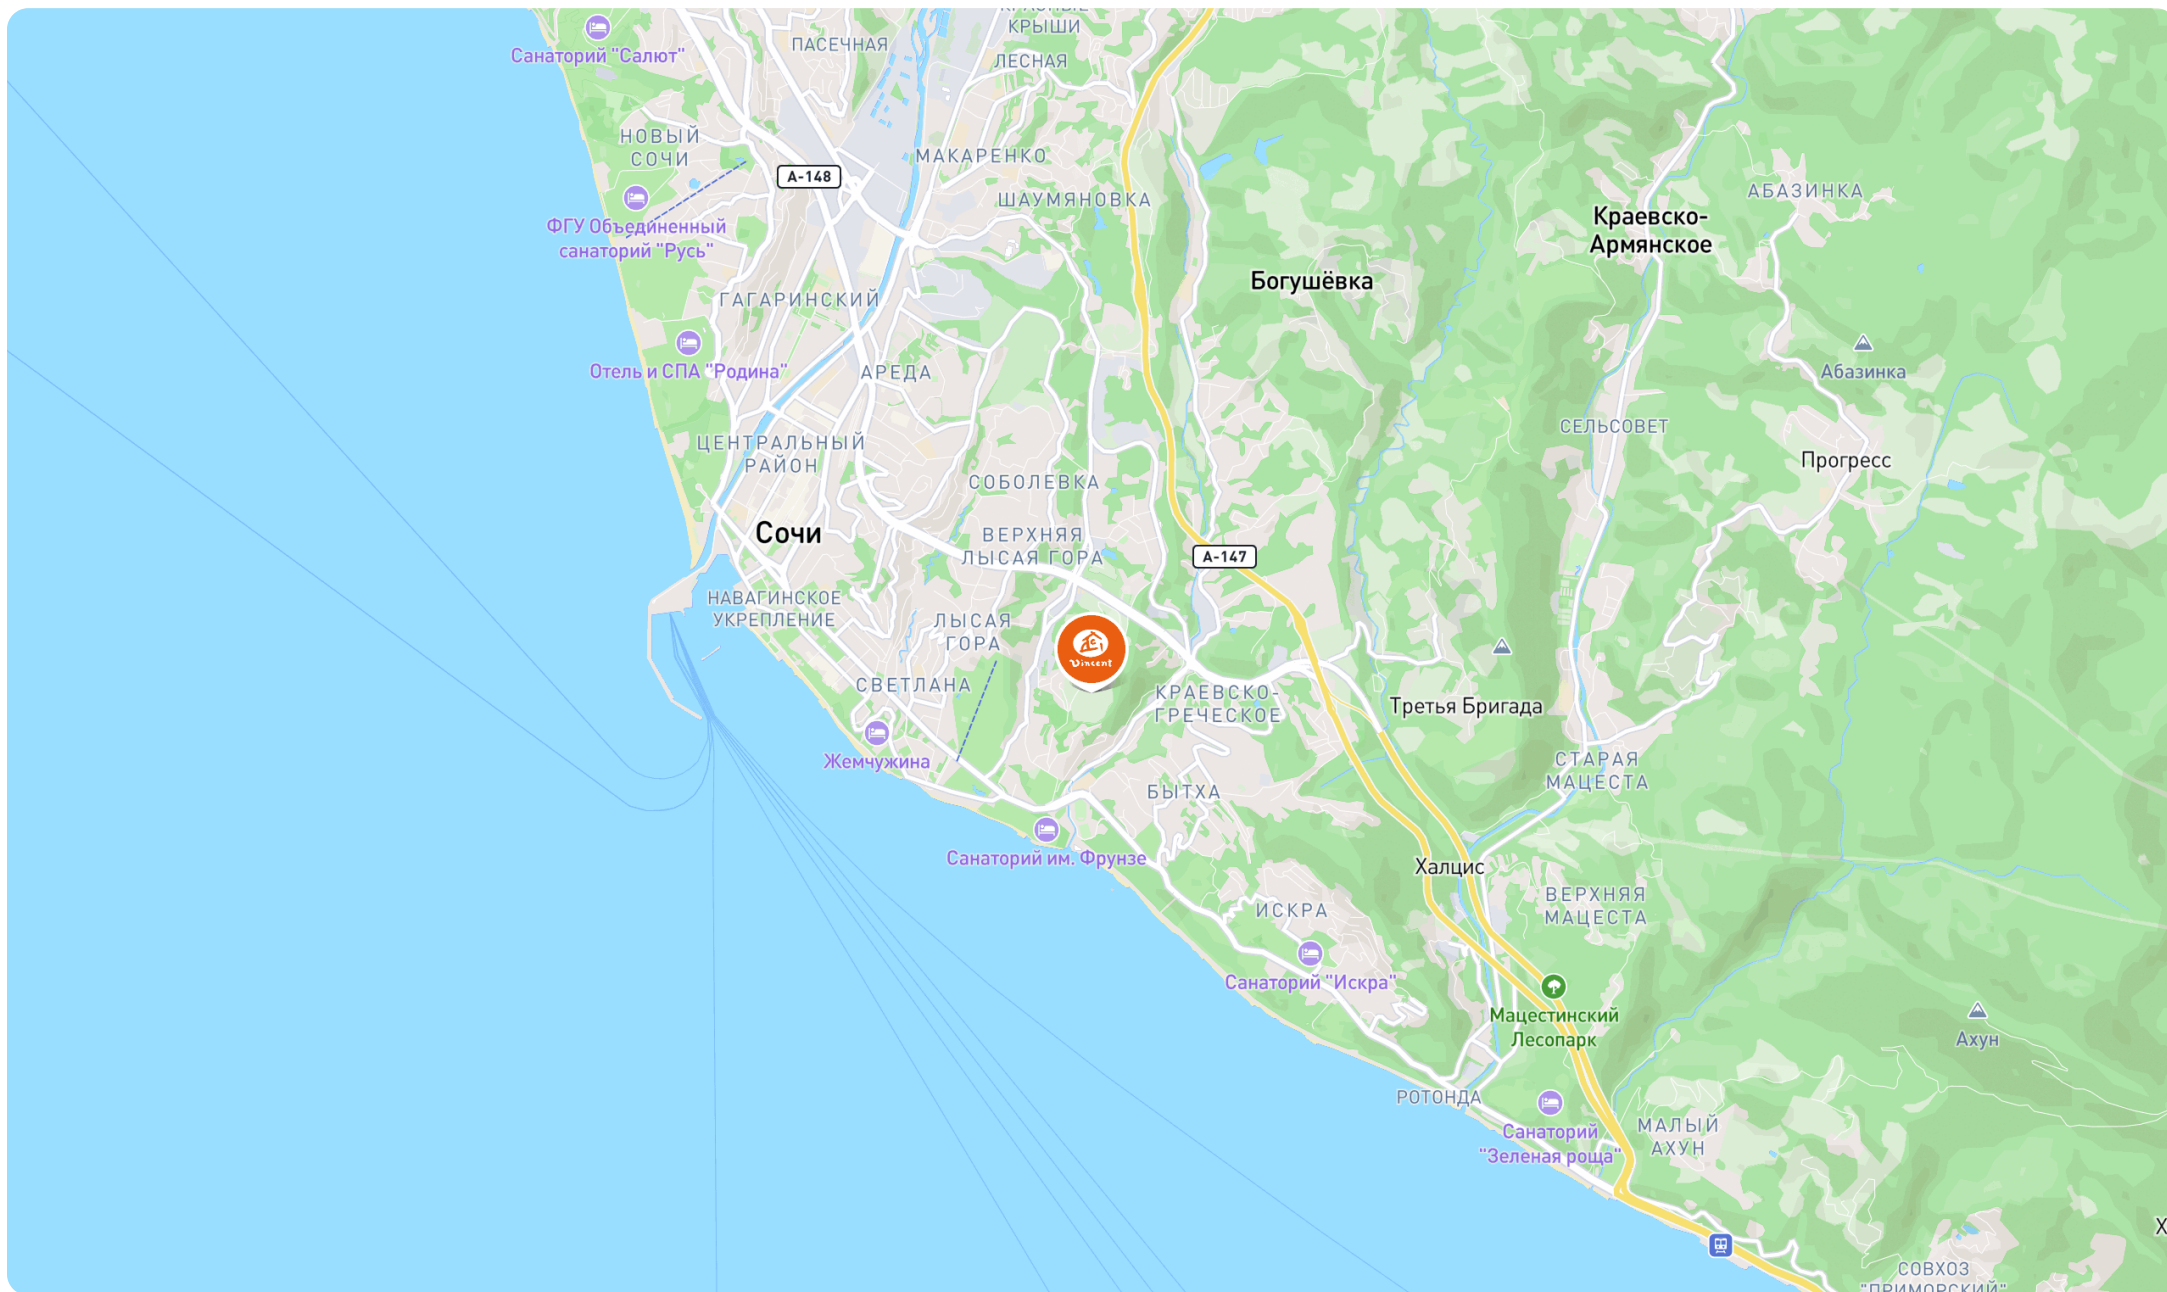 КРАСНЫЕ
КРЫШИ
Санаторий "Салют"
ПАСЕЧНАЯ
ЛЕСНАЯ
НОВЫЙ
СОЧИ
МАКАРЕНКО
А-148
ШАУМЯНОВКА
АБАЗИНКА
Краевско-
Армянское
ФГУ Объединенный
санаторий "Русь"
Богушёвка
ГАГАРИНСКИЙ
Отель и СПА "Родина"
АРЕДА
Абазинка
СЕЛЬСОВЕТ
ЦЕНТРАЛЬНЫЙ
РАЙОН
Прогресс
СОБОЛЕВКА
Сочи
ВЕРХНЯЯ
ЛЫСАЯ ГОРА
А-147
НАВАГИНСКОЕ
УКРЕПЛЕНИЕ
ЛЫСАЯ
ГОРА
Vincent
СВЕТЛАНА
КРАЕВСКО-
ГРЕЧЕСКОЕ
Третья Бригада
Жемчужина
СТАРАЯ
МАЦЕСТА
БЫТХА
Санаторий им. Фрунзе
Халцис
ВЕРХНЯЯ
МАЦЕСТА
ИСКРА
Санаторий "Искра"
Мацестинский
Лесопарк
Ахун
РОТОНДА
Санаторий
"Зеленая роща"
МАЛЫЙ
АХУН
Х
СОВХОЗ
"ПРИМОРСКИЙ"